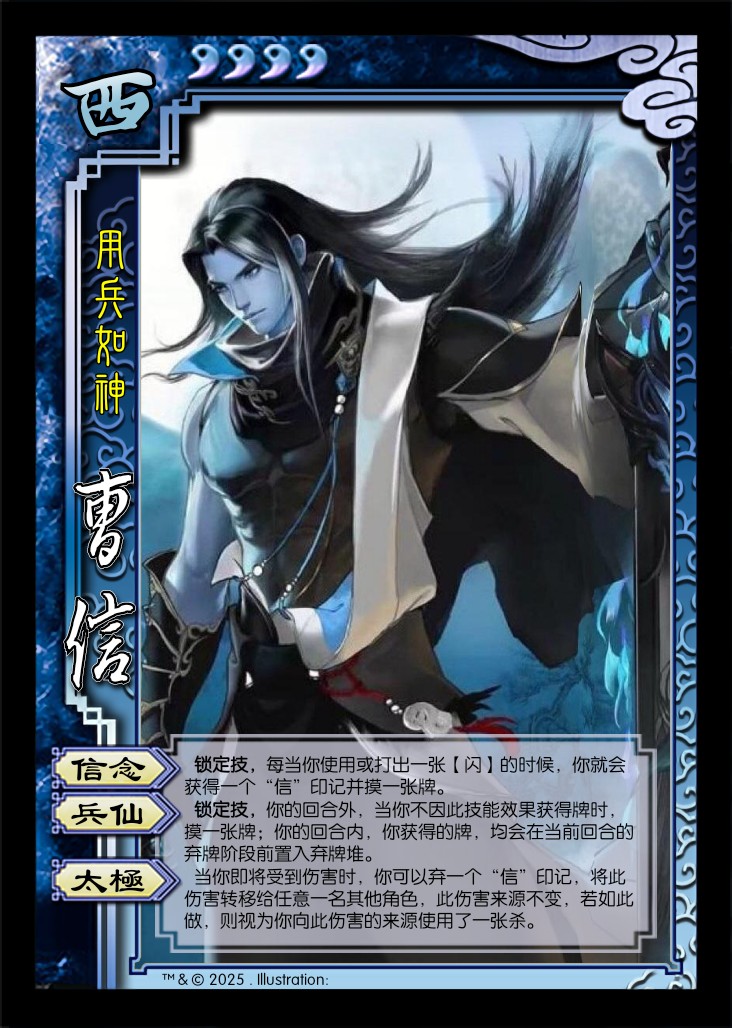 西
用兵如神
曹信
信念
锁定技，每当你使用或打出一张【闪】的时候，你就会
获得一个“信”印记并摸一张牌。
兵仙
锁定技，你的回合外，当你不因此技能效果获得牌时，
摸一张牌；你的回合内，你获得的牌，均会在当前回合的
弃牌阶段前置入弃牌堆。
太極
当你即将受到伤害时，你可以弃一个“信”印记，将此
伤害转移给任意一名其他角色，此伤害来源不变，若如此
做，则视为你向此伤害的来源使用了一张杀。
™ & © 2025 . Illustration: